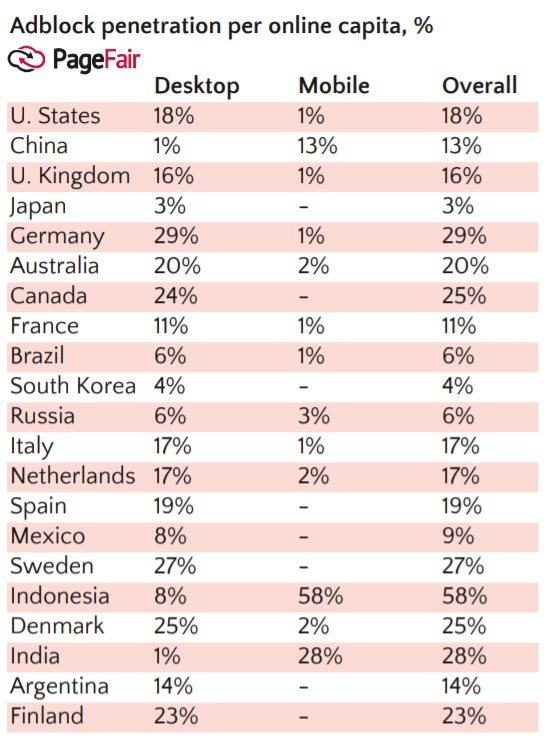 Adblock penetration per online capita, %
PageFair
Desktop Mobile Overall
U. States 18% 1% 18%
China 1% 13% 13%
U. Kingdom 16% 1% 16%
Japan 3% – 3%
Germany 29% 1% 29%
Australia 20% 2% 20%
Canada 24% – 25%
France 11% 1% 11%
Brazil 6% 1% 6%
South Korea 4% – 4%
Russia 6% 3% 6%
Italy 17% 1% 17%
Netherlands 17% 2% 17%
Spain 19% – 19%
Mexico 8% – 9%
Sweden 27% – 27%
Indonesia 8% 58% 58%
Denmark 25% 2% 25%
India 1% 28% 28%
Argentina 14% – 14%
Finland 23% – 23%